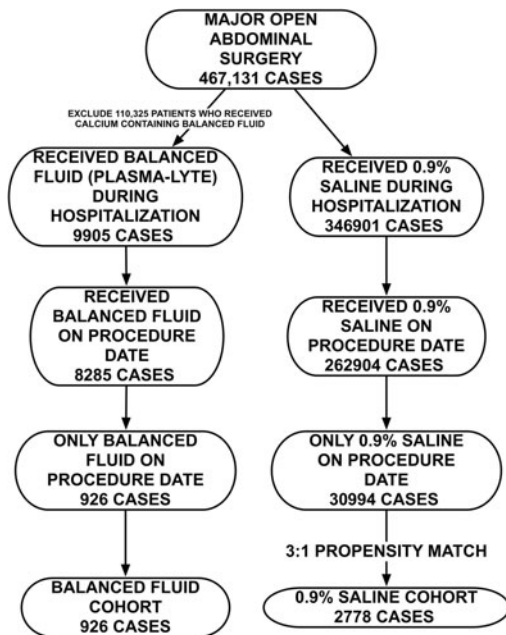 MAJOR OPEN
ABDOMINAL
SURGERY
467,131 CASES
EXCLUDE 110,325 PATIENTS WHO RECEIVED
CALCIUM CONTAINING BALANCED FLUID
RECEIVED BALANCED
FLUID (PLASMA-LYTE)
DURING
HOSPITALIZATION
9905 CASES
RECEIVED 0.9%
SALINE DURING
HOSPITALIZATION
346901 CASES
RECEIVED
BALANCED FLUID
ON PROCEDURE
DATE
8285 CASES
RECEIVED 0.9%
SALINE ON
PROCEDURE DATE
262904 CASES
ONLY BALANCED
FLUID ON
PROCEDURE DATE
926 CASES
ONLY 0.9% SALINE
ON PROCEDURE
DATE
30994 CASES
3:1 PROPENSITY MATCH
BALANCED FLUID
COHORT
926 CASES
0.9% SALINE COHORT
2778 CASES